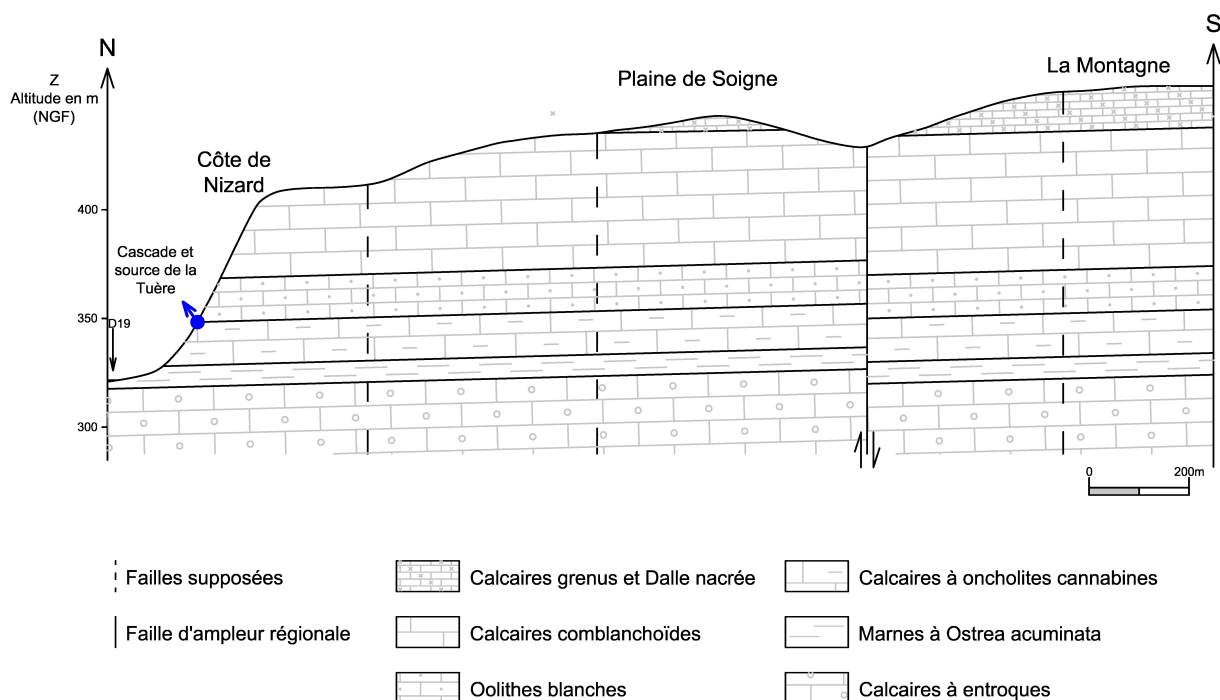 N
S
Z
Altitude en m
(NGF)
Plaine de Soigne
La Montagne
Côte de
Nizard
400
Cascade et
source de la
Tuère
350
D19
300
0
200m
Failles supposées
Calcaires grenus et Dalle nacrée
Calcaires à oncholites cannabines
Faille d'ampleur régionale
Calcaires comblanchoïdes
Marnes à Ostrea acuminata
Oolithes blanches
Calcaires à entroques